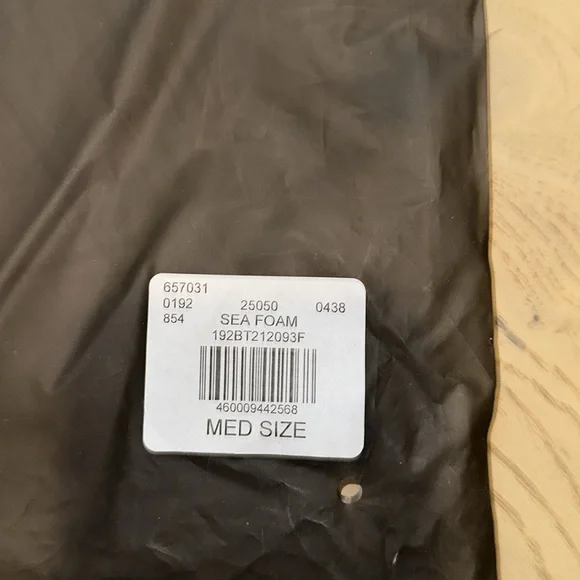 657031
0192 25050 0438
854 SEA FOAM
192BT212093F
460009442568
MED SIZE